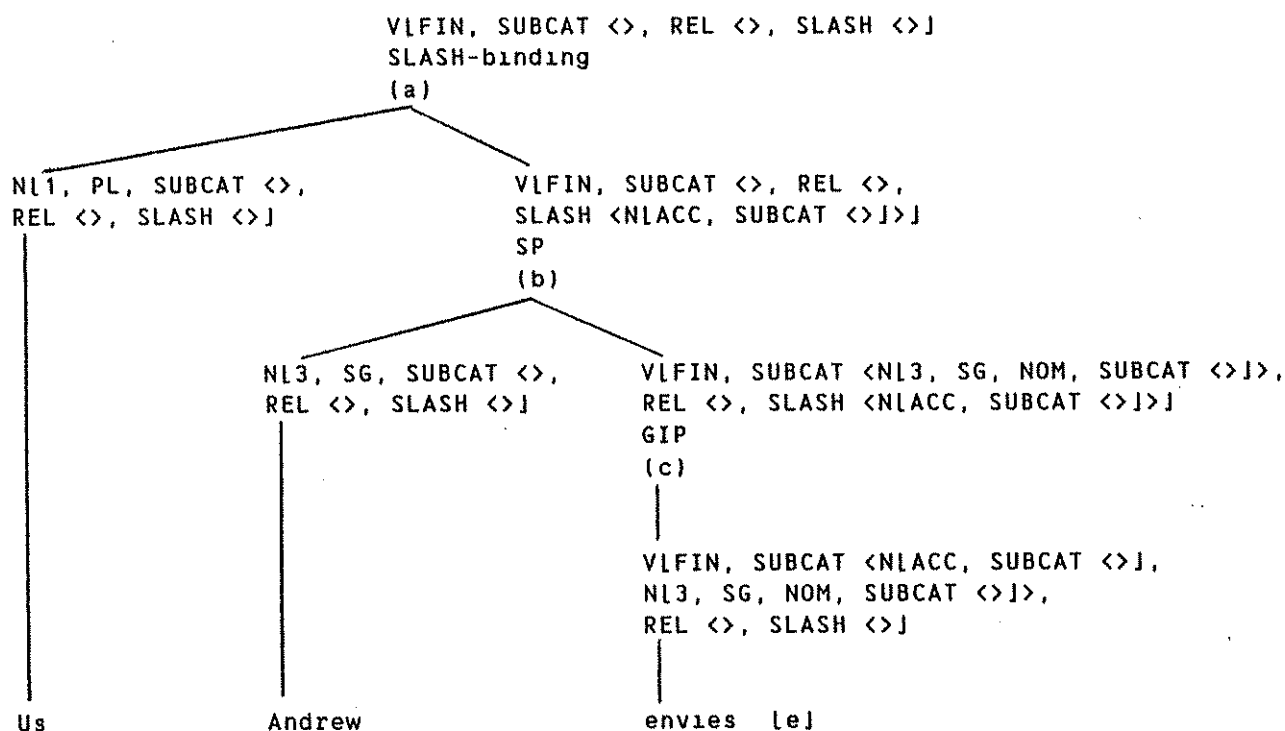 V[FIN, SUBCAT <>, REL <>, SLASH <>]
SLASH-binding
(a)
N[1, PL, SUBCAT <>,
REL <>, SLASH <>]
V[FIN, SUBCAT <>, REL <>,
SLASH <N[ACC, SUBCAT <>]>]
SP
(b)
N[3, SG, SUBCAT <>,
REL <>, SLASH <>]
V[FIN, SUBCAT <N[3, SG, NOM, SUBCAT <>]>,
REL <>, SLASH <N[ACC, SUBCAT <>]>]
GIP
(c)
V[FIN, SUBCAT <N[ACC, SUBCAT <>],
N[3, SG, NOM, SUBCAT <>]>,
REL <>, SLASH <>]
Us Andrew envies [e]